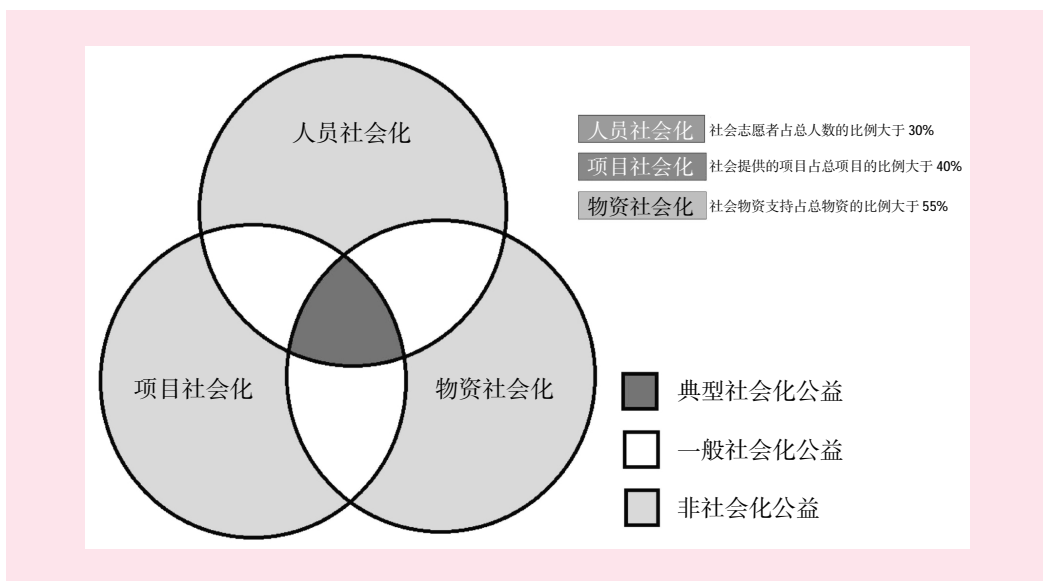 人员社会化
人员社会化 社会志愿者占总人数的比例大于 30%
项目社会化 社会提供的项目占总项目的比例大于 40%
物资社会化 社会物资支持占总物资的比例大于 55%
项目社会化
物资社会化
典型社会化公益
一般社会化公益
非社会化公益